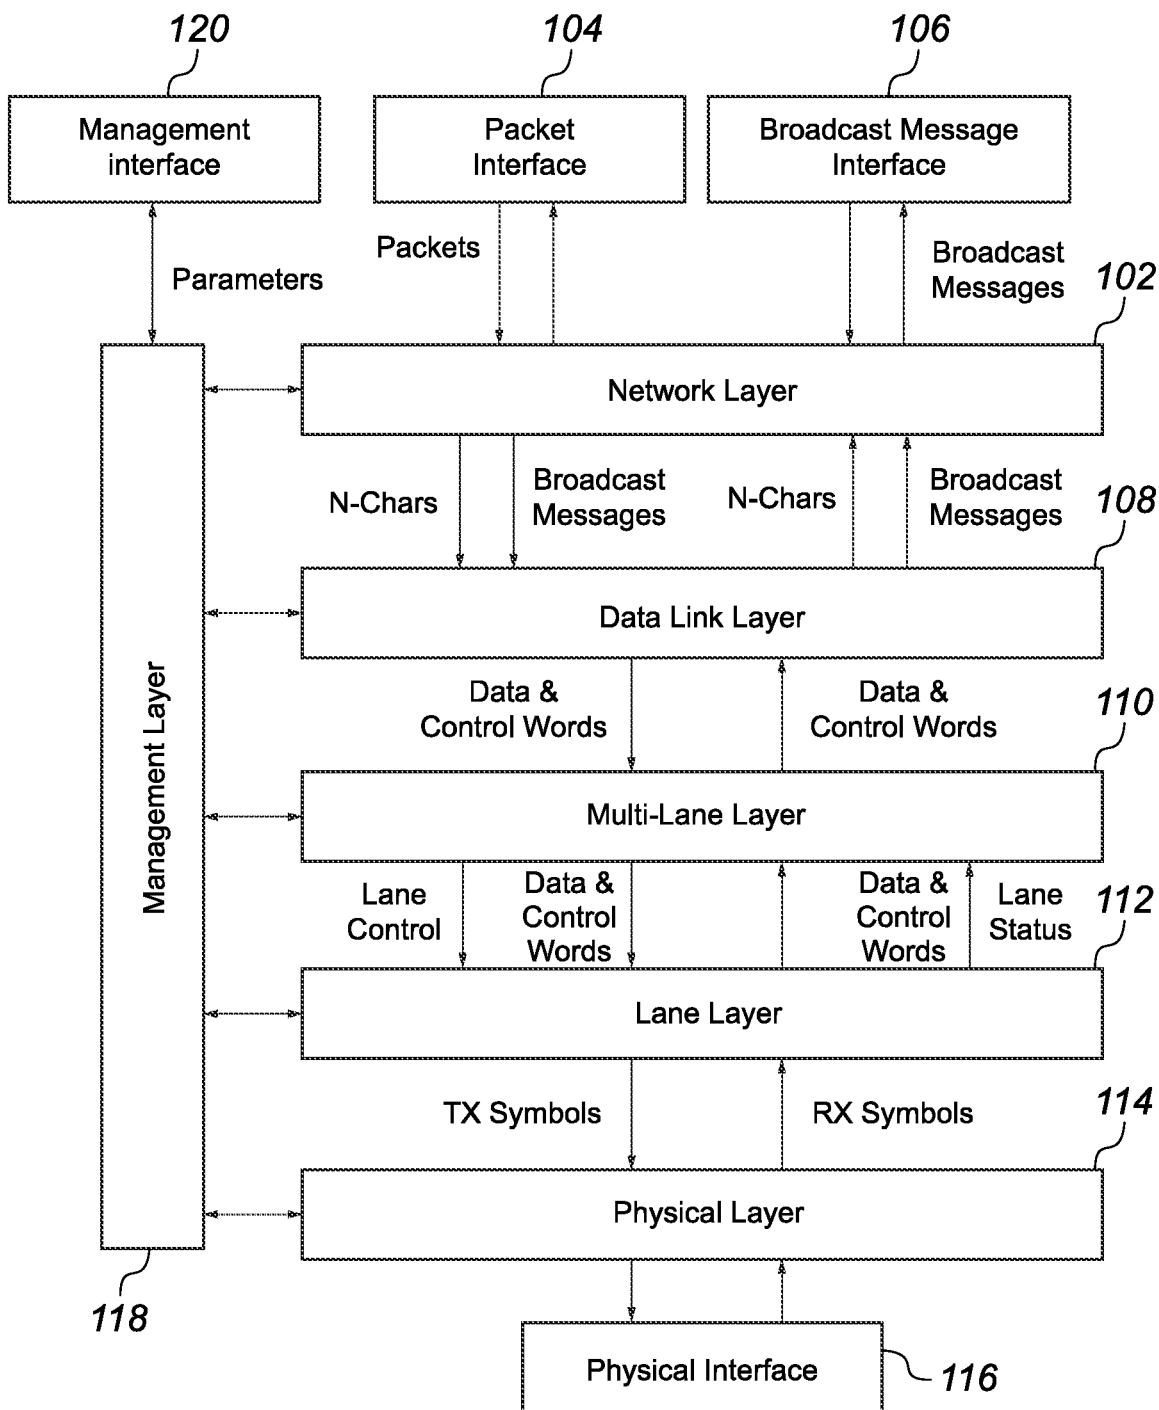 120
104
106
Management
interface
Packet
Interface
Broadcast Message
Interface
Packets
Broadcast
Messages
Parameters
102
Network Layer
N-Chars
Broadcast
Messages
N-Chars
Broadcast
Messages
108
Data Link Layer
Data &
Control Words
Data &
Control Words
110
Multi-Lane Layer
Management Layer
Lane
Control
Data &
Control
Words
Data &
Control
Words
Lane
Status
112
Lane Layer
TX Symbols
RX Symbols
114
Physical Layer
118
Physical Interface
116